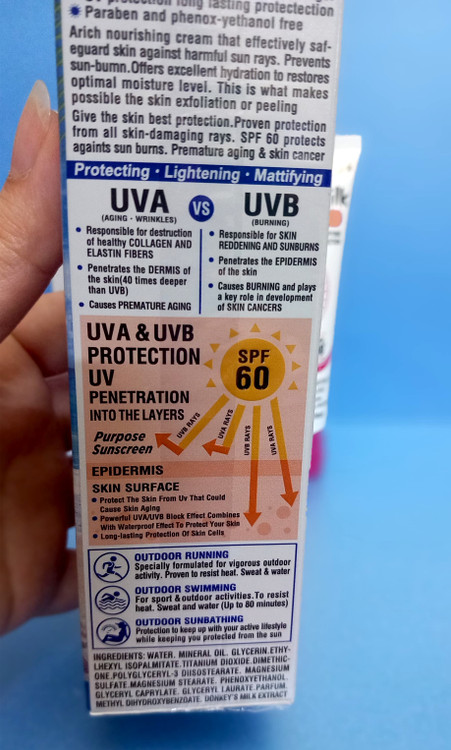 protection long lasting protectection
✷ Paraben and phenox-yethanol free
Arich nourishing cream that effectively saf-
eguard skin against harmful sun rays. Prevents
sun-bumn.Offers excellent hydration to restores
optimal moisture level. This is what makes
possible the skin exfoliation or peeling
Give the skin best protection.Proven protection
from all skin-damaging rays. SPF 60 protects
againts sun burns. Premature aging & skin cancer
Protecting · Lightening · Mattifying
UVA
(AGING - WRINKLES)
VS
UVB
(BURNING)
• Responsible for destruction
of healthy COLLAGEN AND
ELASTIN FIBERS
• Penetrates the DERMIS of
the skin(40 times deeper
than UVB)
• Causes PREMATURE AGING
• Responsible for SKIN
REDDENING AND SUNBURNS
• Penetrates the EPIDERMIS
of the skin
• Causes BURNING and plays
a key role in development
of SKIN CANCERS
UVA & UVB
PROTECTION
UV
PENETRATION
INTO THE LAYERS
SPF
60
Purpose
Sunscreen
UVB RAYS
UVA RAYS
UVB RAYS
UVA RAYS
EPIDERMIS
SKIN SURFACE
• Protect The Skin From Uv That Could
Cause Skin Aging
• Powerful UVA/UVB Block Effect Combines
With Waterproof Effect To Protect Your Skin
• Long-lasting Protection Of Skin Cells
OUTDOOR RUNNING
Specially formulated for vigorous outdoor
activity. Proven to resist heat. Sweat & water
OUTDOOR SWIMMING
For sport & outdoor activities.To resist
heat. Sweat and water (Up to 80 minutes)
OUTDOOR SUNBATHING
Protection to keep up with your active lifestyle
while keeping you protected from the sun
INGREDIENTS: WATER. MINERAL OIL. GLYCERIN.ETHY-
LHEXYL ISOPALMITATE.TITANIUM DIOXIDE.DIMETHIC-
ONE.POLYGLYCERYL-3 DIISOSTEARATE. MAGNESIUM
SULFATE.MAGNESIUM STEARATE. PHENOXYETHANOL.
GLYCERYL CAPRYLATE. GLYCERYL LAURATE.PARFUM.
METHYL DIHYDROXYBENZOATE. DONKEY'S MILK EXTRACT